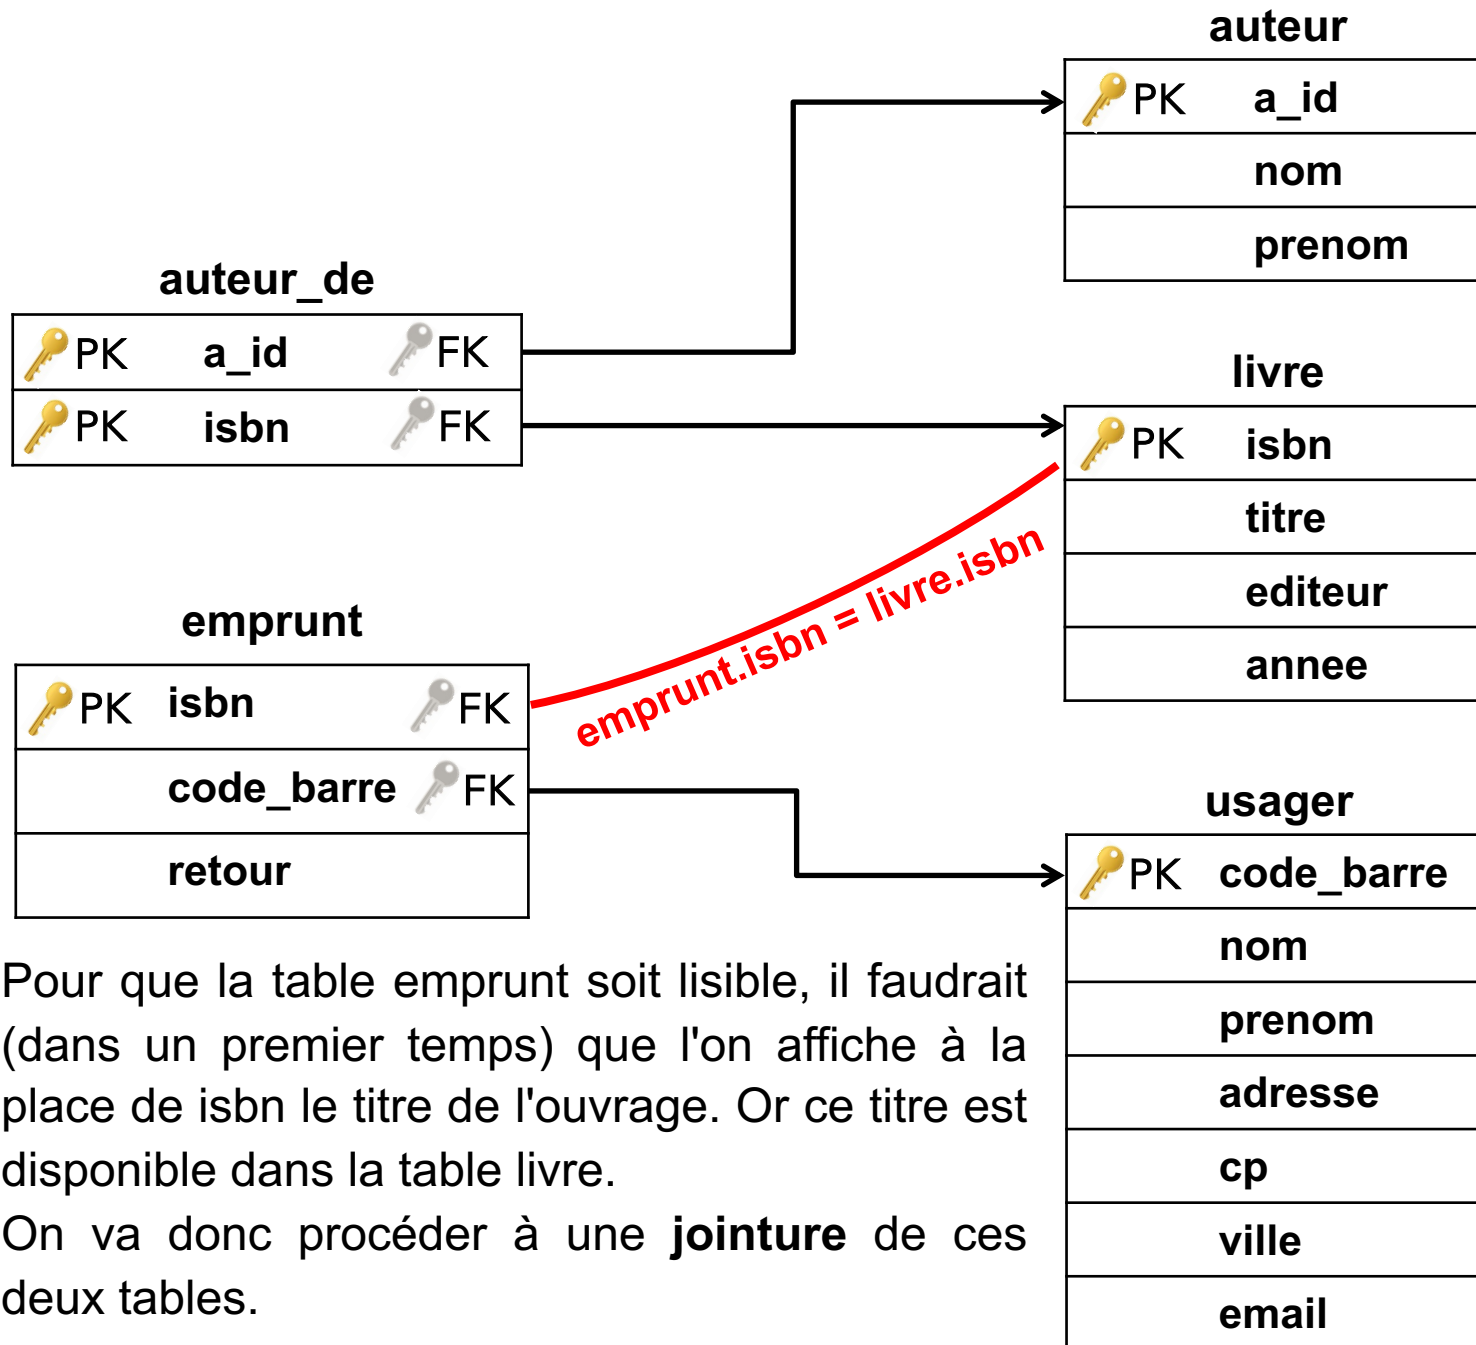 auteur
PK a_id
nom
prenom
auteur_de
PK a_id FK
PK isbn FK
livre
PK isbn
titre
editeur
annee
emprunt.isbn = livre.isbn
emprunt
PK isbn FK
code_barre FK
retour
usager
PK code_barre
nom
prenom
adresse
cp
ville
email
Pour que la table emprunt soit lisible, il faudrait
(dans un premier temps) que l'on affiche à la
place de isbn le titre de l'ouvrage. Or ce titre est
disponible dans la table livre.
On va donc procéder à une jointure de ces
deux tables.